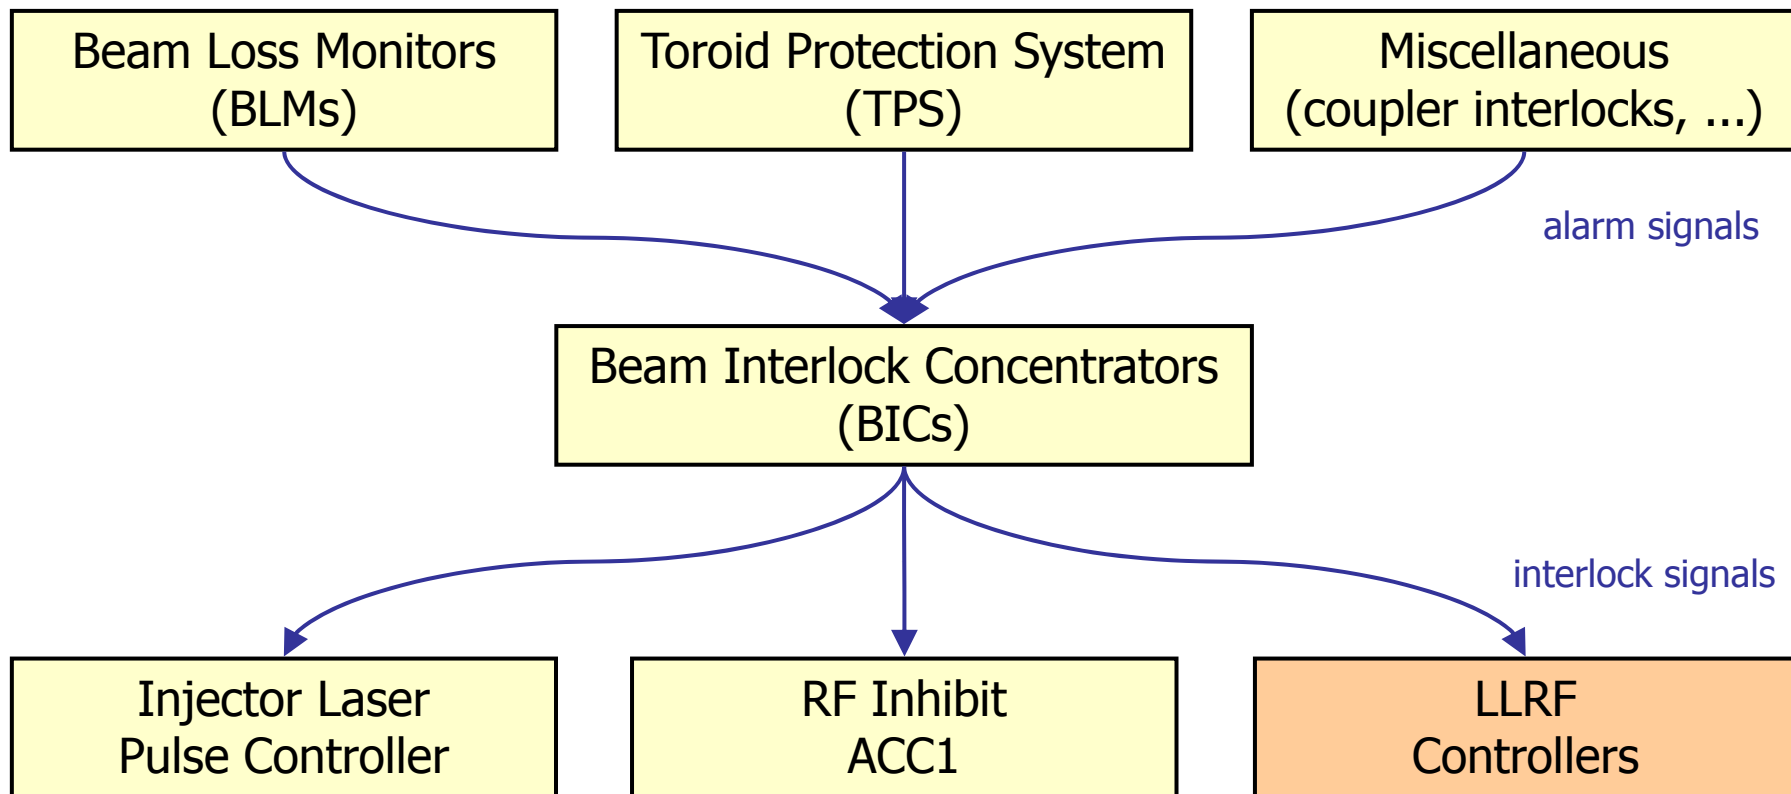 Beam Loss Monitors
(BLMs)
Toroid Protection System
(TPS)
Miscellaneous
(coupler interlocks, ...)
alarm signals
Beam Interlock Concentrators
(BICs)
interlock signals
Injector Laser
Pulse Controller
RF Inhibit
ACC1
LLRF
Controllers